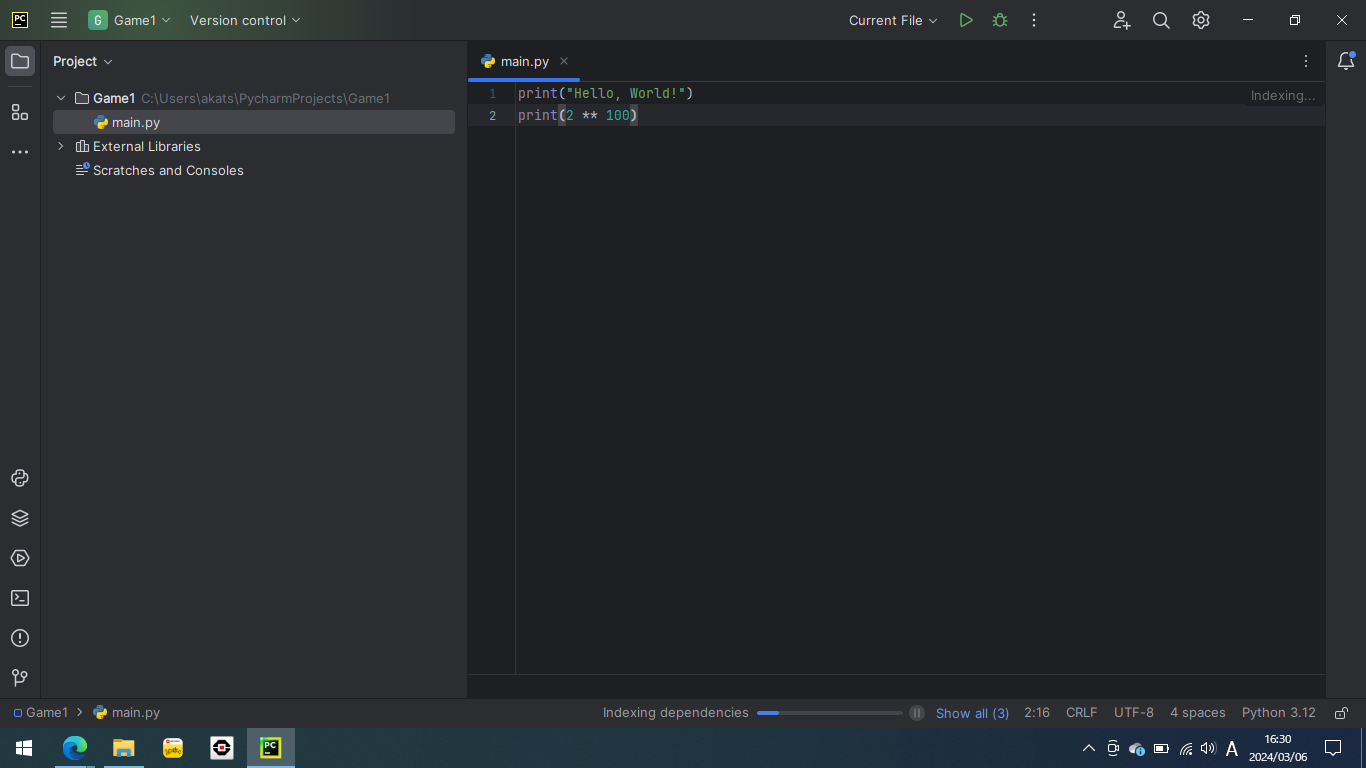 PC
G Game1 Version control Current File
Project
main.py
Game1 C:\Users\akats\PycharmProjects\Game1
main.py
External Libraries
Scratches and Consoles
1 print("Hello, World!")
2 print(2 ** 100)
Indexing...
Game1 main.py Indexing dependencies Show all (3) 2:16 CRLF UTF-8 4 spaces Python 3.12
PC
A
16:30
2024/03/06